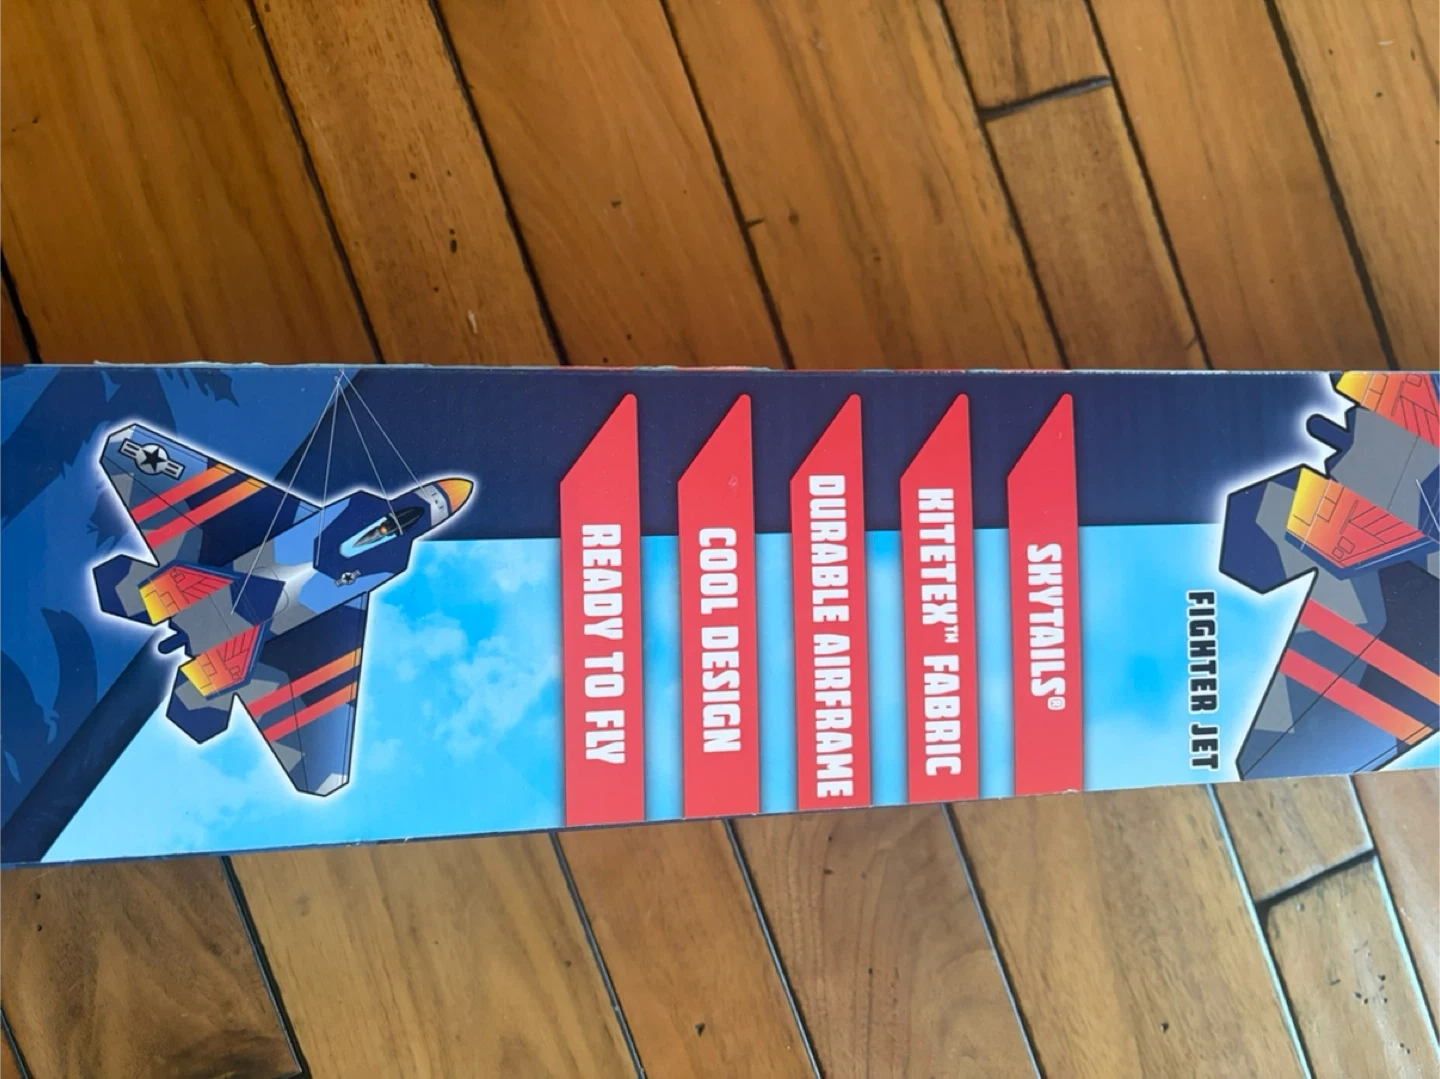 FIGHTER JET
SKYTAILS®
KITETEX™ FABRIC
DURABLE AIRFRAME
COOL DESIGN
READY TO FLY